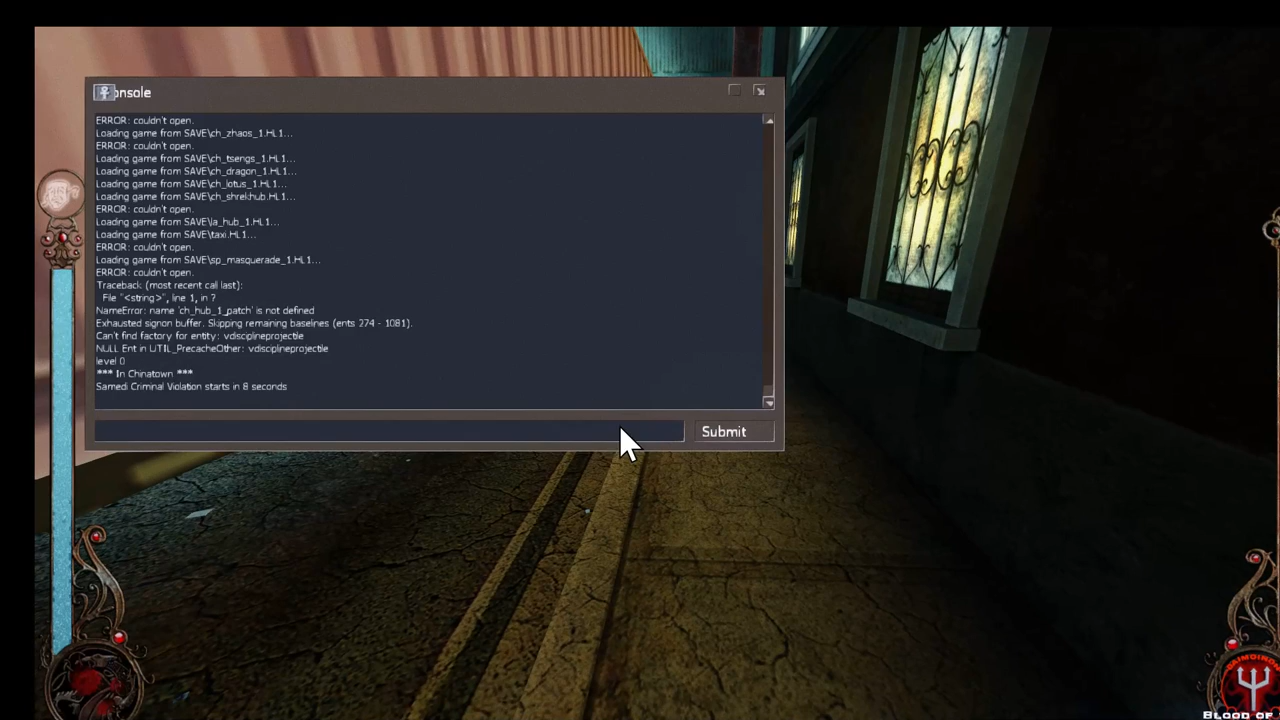 onsole
ERROR: couldn't open.
Loading game from SAVE\ch_zhaos_1.HL1...
ERROR: couldn't open.
Loading game from SAVE\ch_tsengs_1.HL1...
Loading game from SAVE\ch_dragon_1.HL1...
Loading game from SAVE\ch_lotus_1.HL1...
Loading game from SAVE\ch_shrekhub.HL1...
ERROR: couldn't open.
Loading game from SAVE\la_hub_1.HL1...
Loading game from SAVE\taxi.HL1...
ERROR: couldn't open.
Loading game from SAVE\sp_masquerade_1.HL1...
ERROR: couldn't open.
Traceback (most recent call last):
File "<string>", line 1, in ?
NameError: name 'ch_hub_1_patch' is not defined
Exhausted signon buffer. Skipping remaining baselines (ents 274 - 1081).
Can't find factory for entity: vdisciplineprojectile
NULL Ent in UTIL_PrecacheOther: vdisciplineprojectile
level 0
*** In Chinatown ***
Samedi Criminal Violation starts in 8 seconds
Submit
DAIMOINON
BLOOD OF